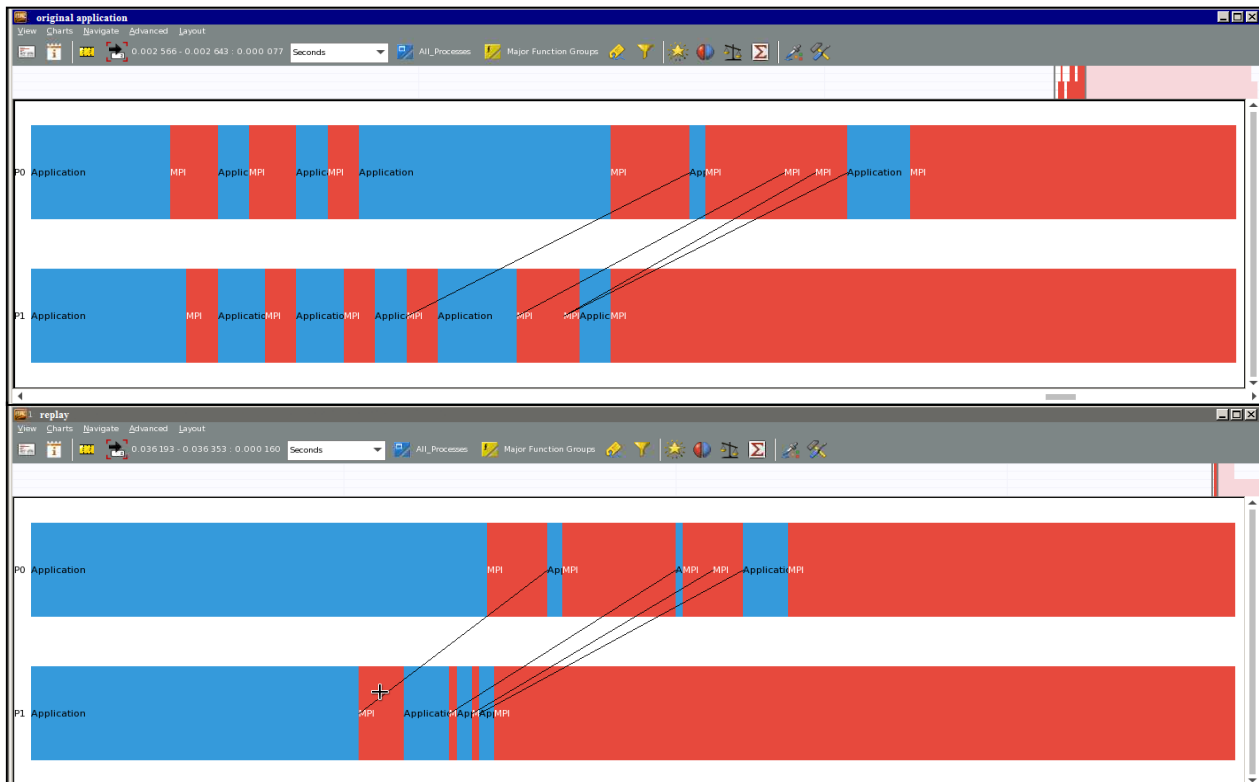 original application
View Charts Navigate Advanced Layout
0.002 566 - 0.002 643 : 0.000 077 Seconds All_Processes Major Function Groups
P0 Application MPI Applic MPI Applic MPI Application MPI App MPI MPI MPI Application MPI
P1 Application MPI Applicatio MPI Applicatio MPI Applic MPI Application MPI MPI Applic MPI
1 replay
View Charts Navigate Advanced Layout
0.036 193 - 0.036 353 : 0.000 160 Seconds All_Processes Major Function Groups
P0 Application MPI App MPI A MPI MPI Applicati MPI
P1 Application MPI Applicatio App App MPI